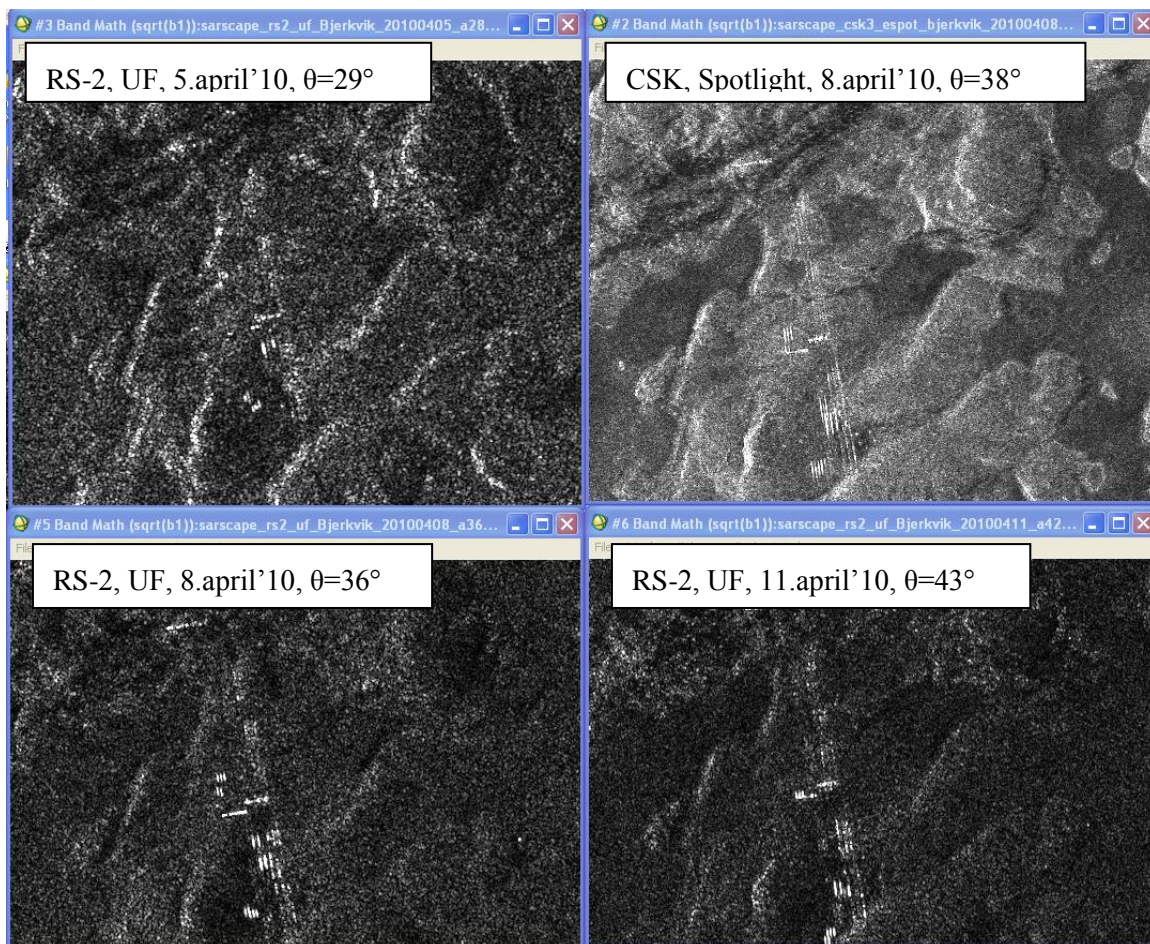 #3 Band Math (sqrt(b1)):sarscape_rs2_uf_Bjerkvik_20100405_a28...
RS-2, UF, 5.april’10, θ=29°
#2 Band Math (sqrt(b1)):sarscape_csk3_espot_bjerkvik_20100408...
CSK, Spotlight, 8.april’10, θ=38°
#5 Band Math (sqrt(b1)):sarscape_rs2_uf_Bjerkvik_20100408_a36...
File
RS-2, UF, 8.april’10, θ=36°
#6 Band Math (sqrt(b1)):sarscape_rs2_uf_Bjerkvik_20100411_a42...
File
RS-2, UF, 11.april’10, θ=43°